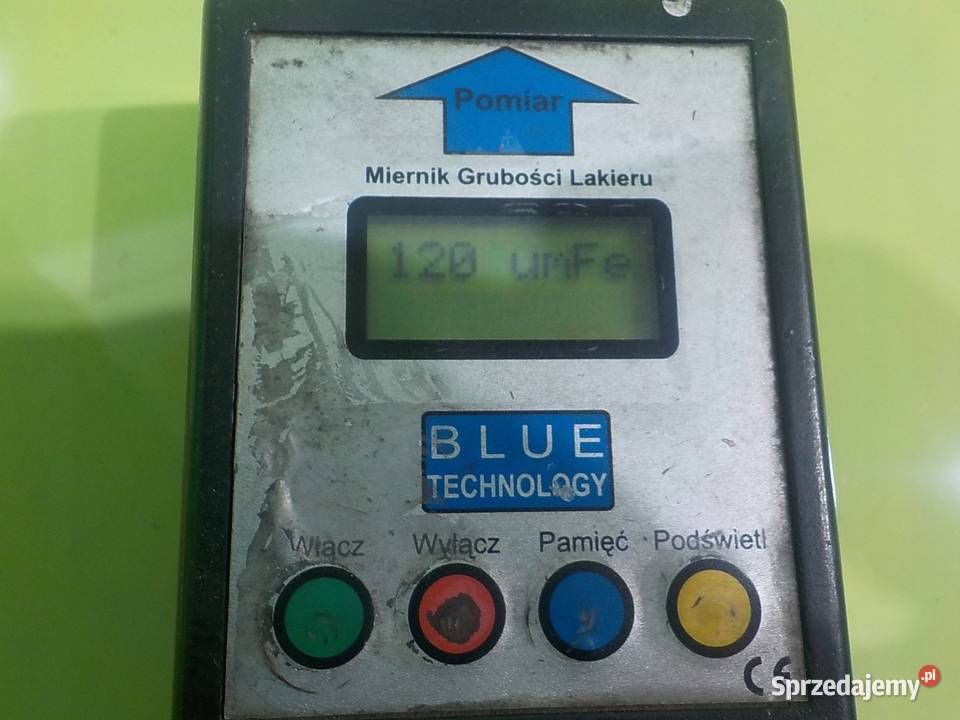 Pomiar
Miernik Grubości Lakieru
120 umFe
BLUE
TECHNOLOGY
Włącz Wyłącz Pamięć Podświetl
CE
Sprzedajemy.pl